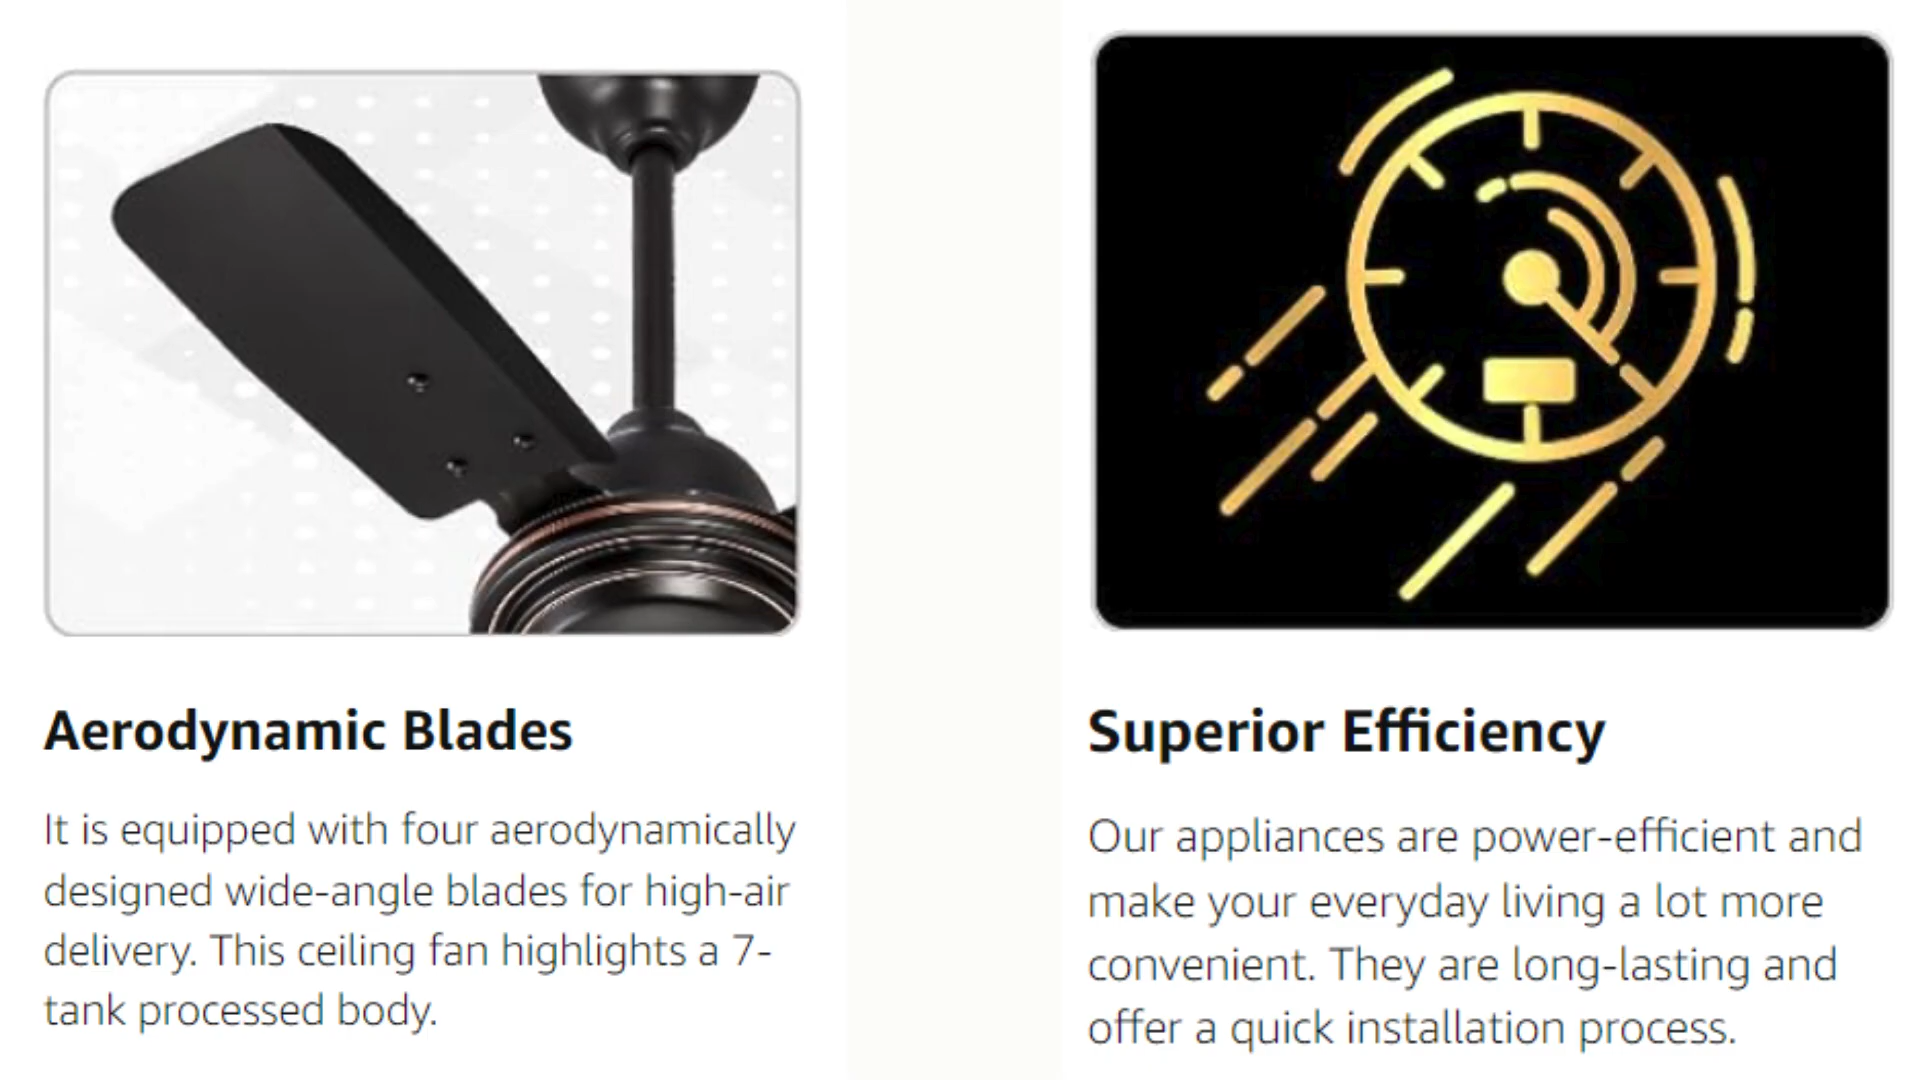 Aerodynamic Blades
It is equipped with four aerodynamically
designed wide-angle blades for high-air
delivery. This ceiling fan highlights a 7-
tank processed body.
Superior Efficiency
Our appliances are power-efficient and
make your everyday living a lot more
convenient. They are long-lasting and
offer a quick installation process.